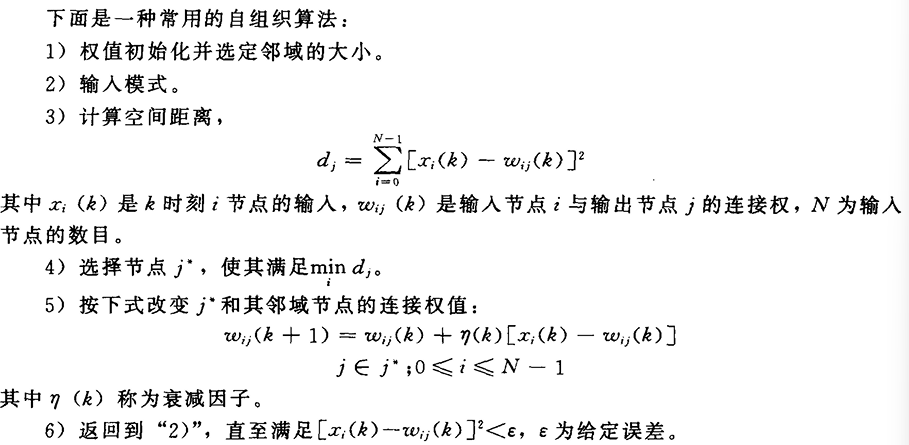 下面是一种常用的自组织算法：
1）权值初始化并选定邻域的大小。
2）输入模式。
3）计算空间距离，
d_j = \sum_{i=0}^{N-1} [x_i(k) - w_{ij}(k)]^2
其中 x_i (k) 是 k 时刻 i 节点的输入，w_{ij} (k) 是输入节点 i 与输出节点 j 的连接权，N 为输入
节点的数目。
4）选择节点 j*，使其满足 \min_i d_j。
5）按下式改变 j* 和其邻域节点的连接权值：
w_{ij}(k + 1) = w_{ij}(k) + η(k)[x_i(k) - w_{ij}(k)]
j ∈ j*;0 ≤ i ≤ N - 1
其中 η (k) 称为衰减因子。
6）返回到“2)”，直至满足[x_i(k)-w_{ij}(k)]^2<ε，ε 为给定误差。